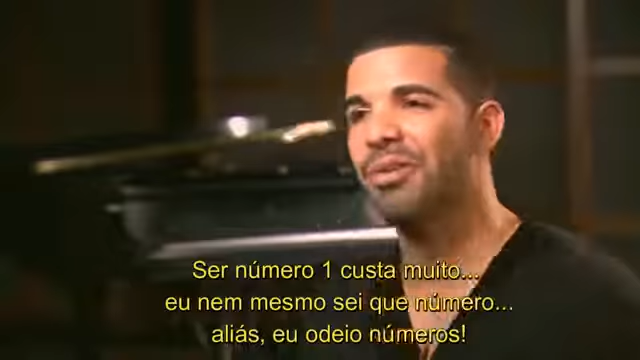 Ser número 1 custa muito...
eu nem mesmo sei que número...
aliás, eu odeio números!